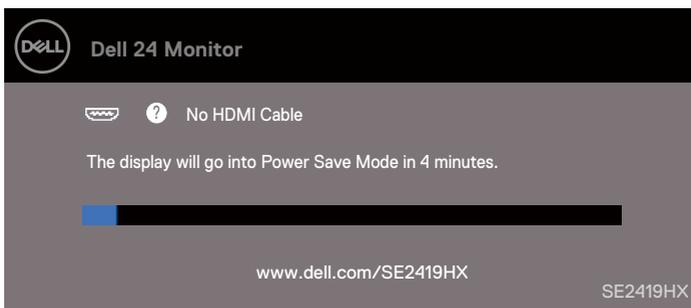 DELL
Dell 24 Monitor
? No HDMI Cable
The display will go into Power Save Mode in 4 minutes.
www.dell.com/SE2419HX
SE2419HX